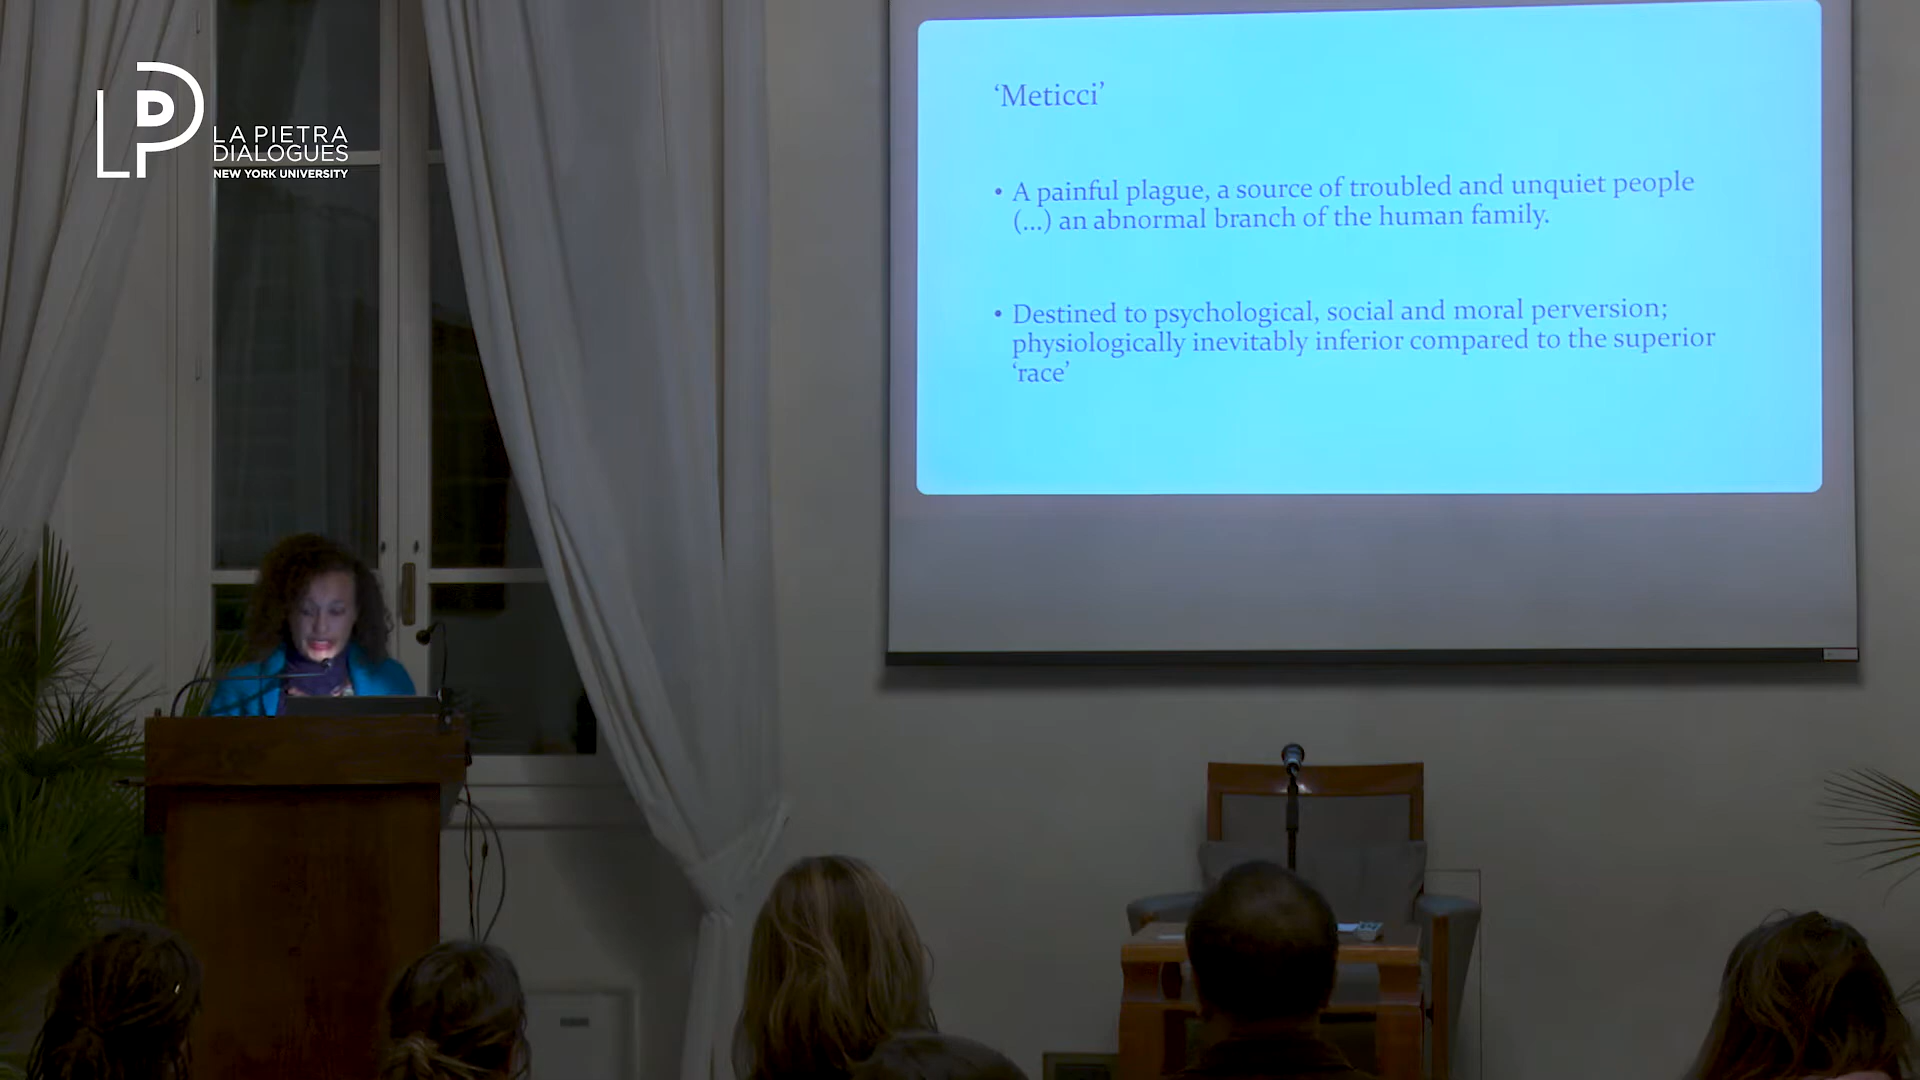 LA PIETRA
DIALOGUES
NEW YORK UNIVERSITY
‘Meticci’
• A painful plague, a source of troubled and unquiet people
(...) an abnormal branch of the human family.
• Destined to psychological, social and moral perversion;
physiologically inevitably inferior compared to the superior
‘race’